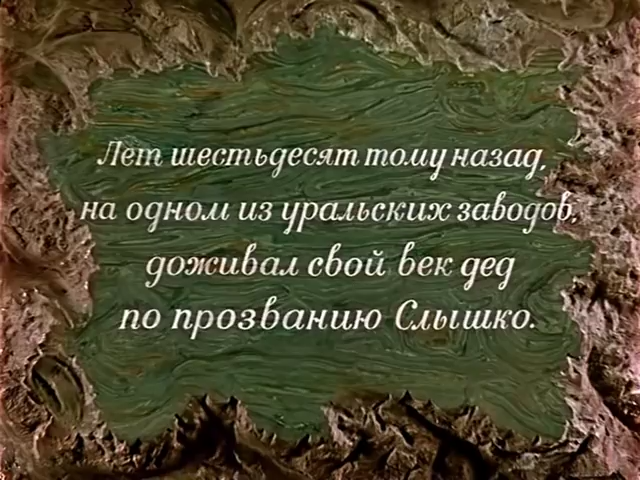 Лет шестьдесят тому назад,
на одном из уральских заводов,
доживал свой век дед
по прозванию Слышко.